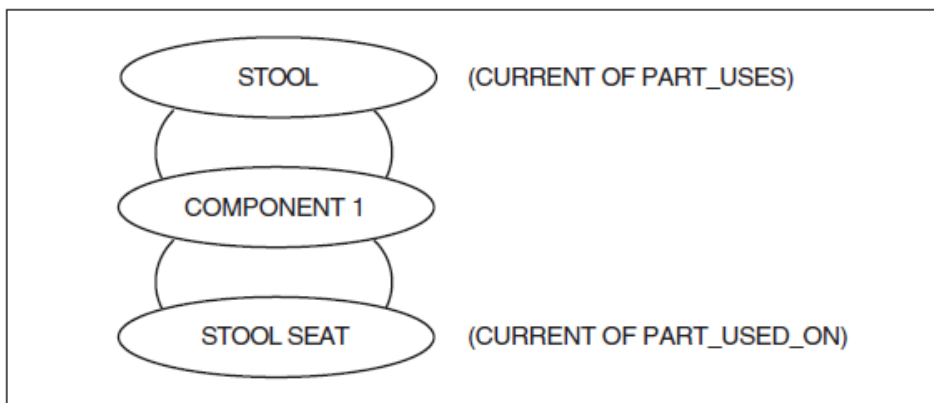 STOOL (CURRENT OF PART_USES)
COMPONENT 1
STOOL SEAT (CURRENT OF PART_USED_ON)